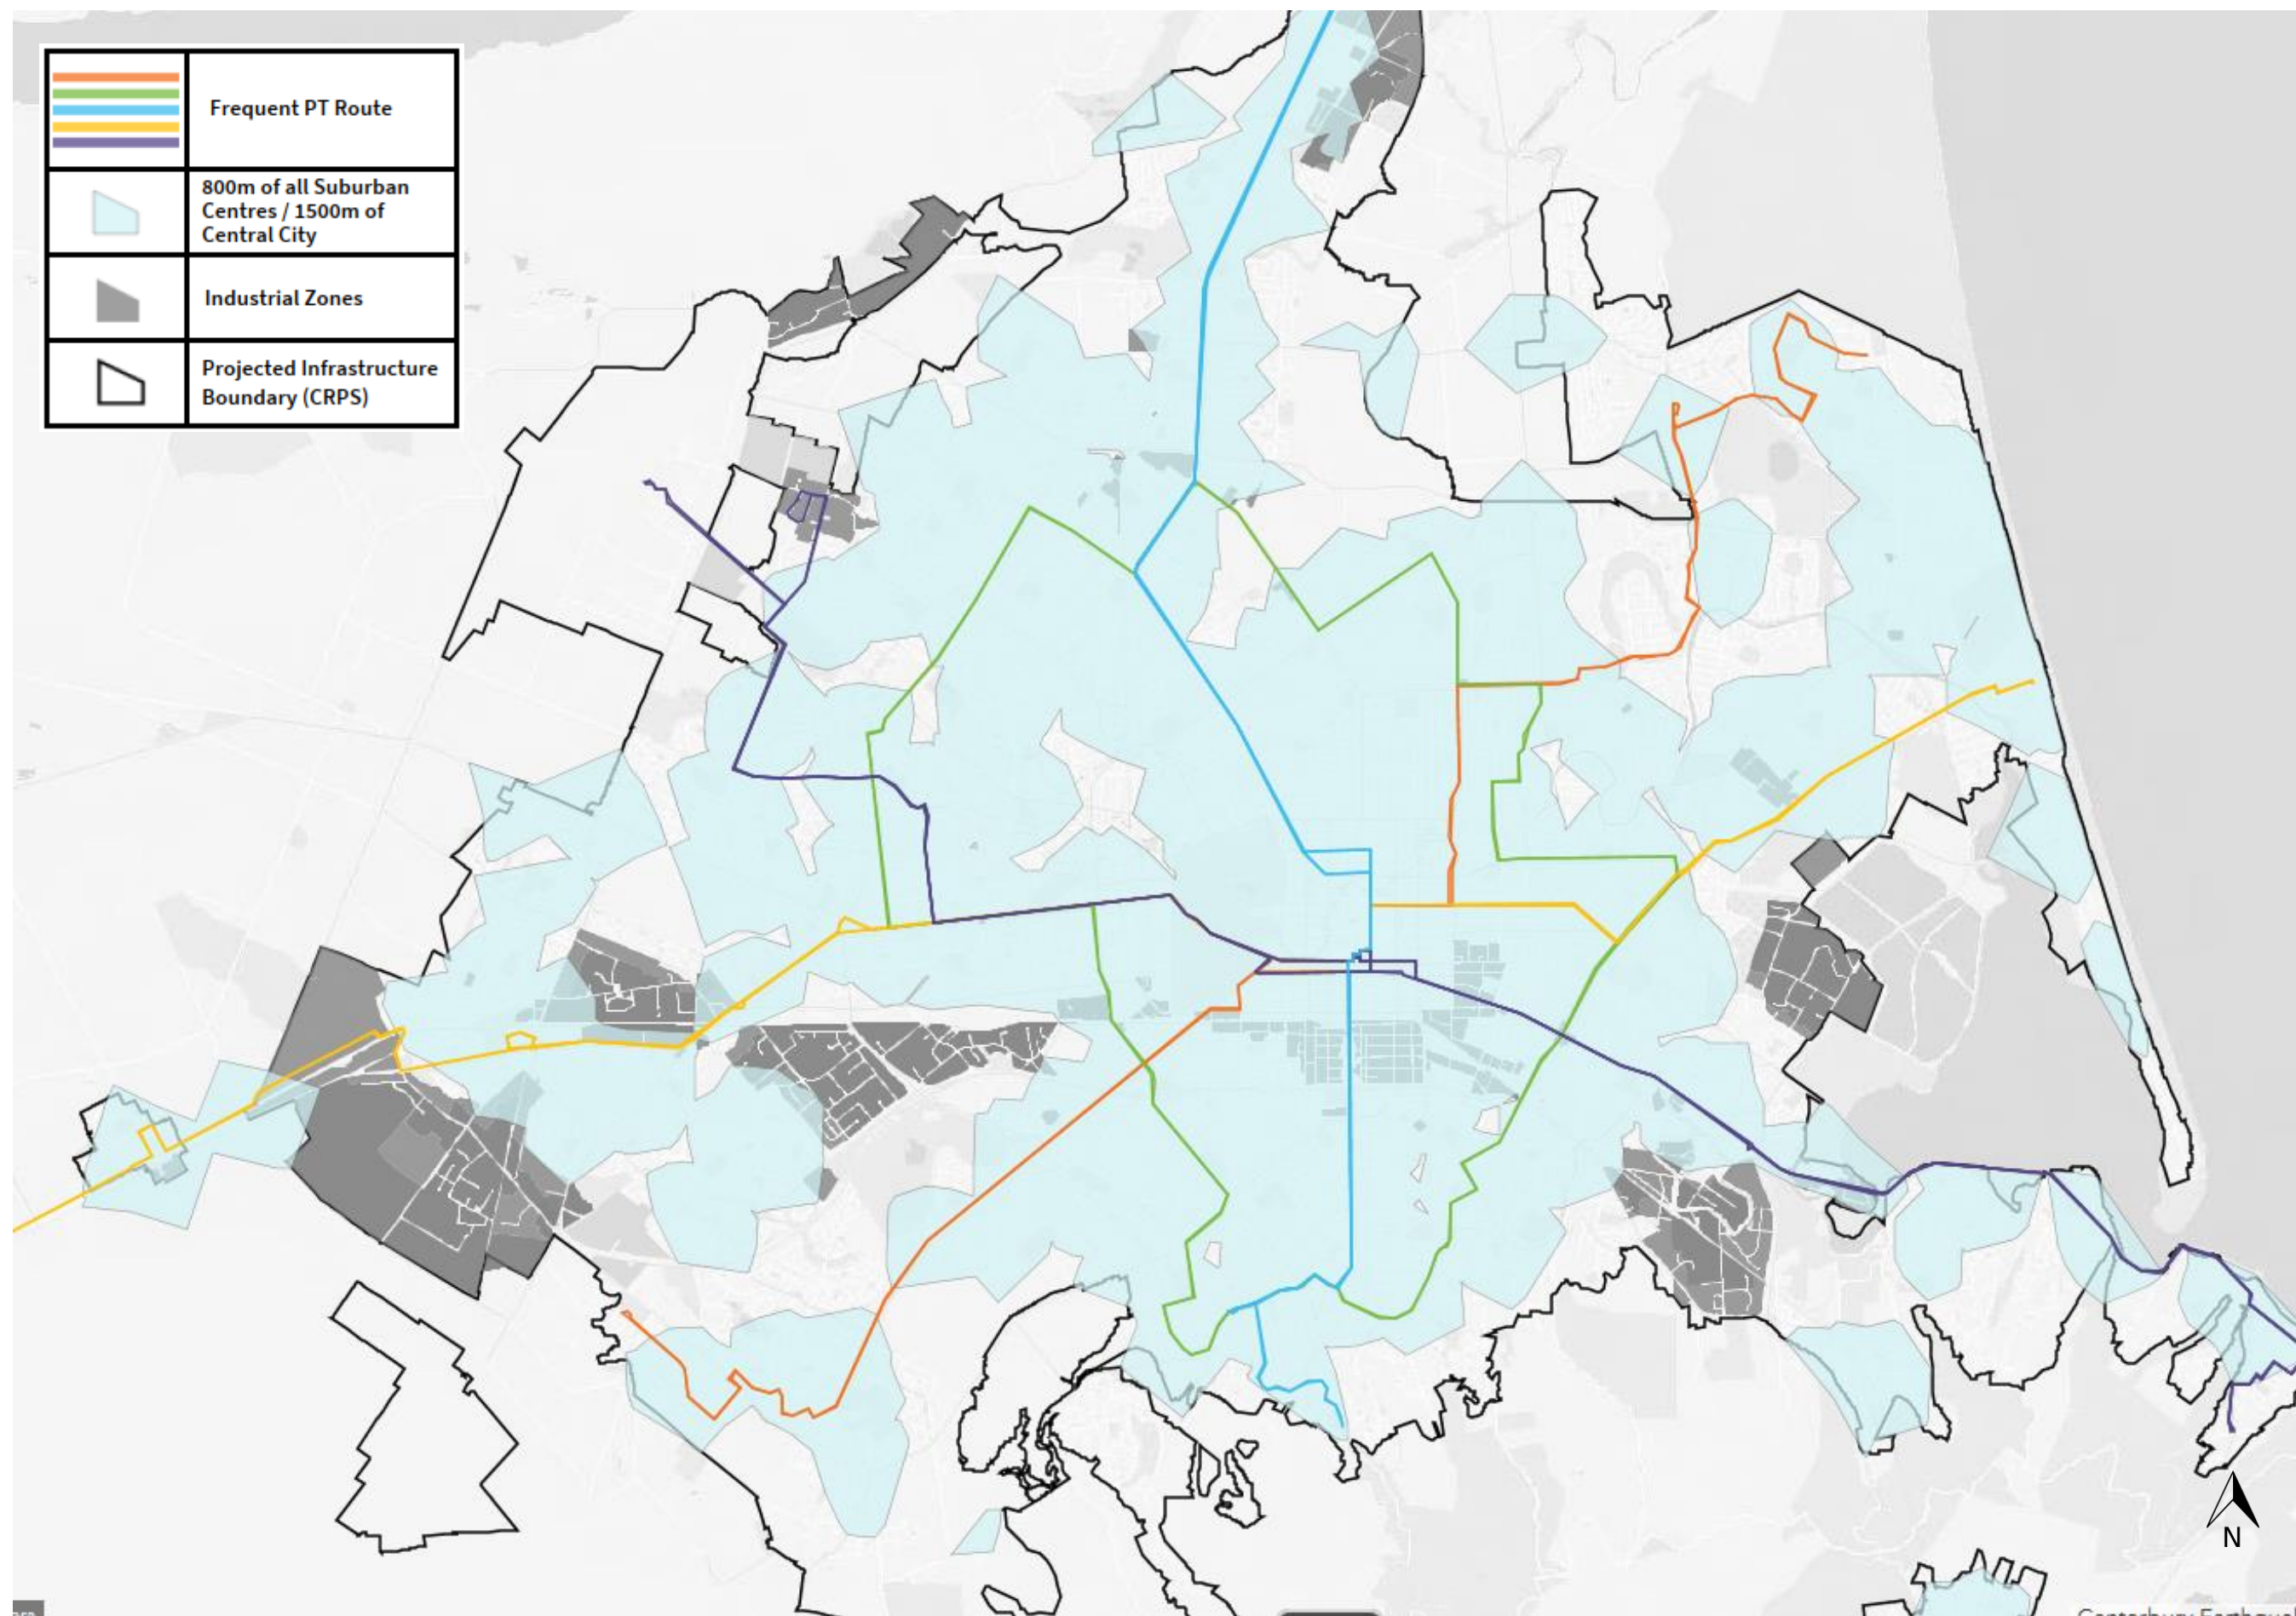 Frequent PT Route
800m of all Suburban
Centres / 1500m of
Central City
Industrial Zones
Projected Infrastructure
Boundary (CRPS)
N